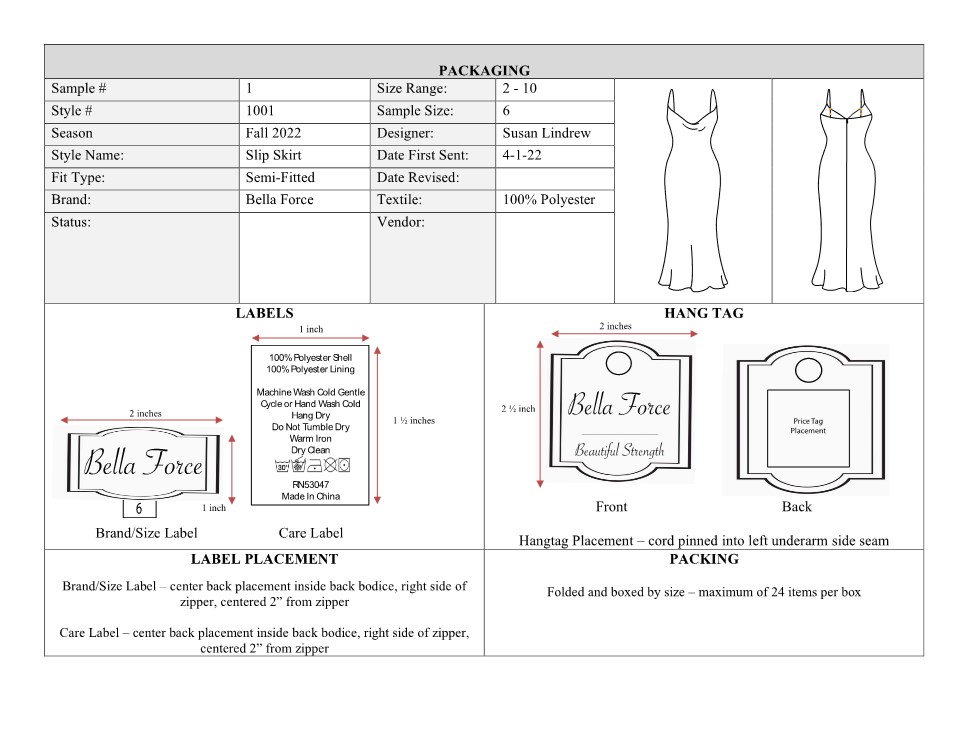 PACKAGING
Sample # 1 Size Range: 2 - 10
Style # 1001 Sample Size: 6
Season Fall 2022 Designer: Susan Lindrew
Style Name: Slip Skirt Date First Sent: 4-1-22
Fit Type: Semi-Fitted Date Revised:
Brand: Bella Force Textile: 100% Polyester
Status: Vendor:
LABELS
2 inches
Bella Force
6
1 inch
Brand/Size Label
1 inch
100% Polyester Shell
100% Polyester Lining
Machine Wash Cold Gentle
Cycle or Hand Wash Cold
Hang Dry
Do Not Tumble Dry
Warm Iron
Dry Clean
30°
RN53047
Made In China
1 ½ inches
Care Label
HANG TAG
2 inches
2 ½ inch
Bella Force
Beautiful Strength
Front
Price Tag
Placement
Back
Hangtag Placement – cord pinned into left underarm side seam
LABEL PLACEMENT
Brand/Size Label – center back placement inside back bodice, right side of
zipper, centered 2” from zipper
Care Label – center back placement inside back bodice, right side of zipper,
centered 2” from zipper
PACKING
Folded and boxed by size – maximum of 24 items per box